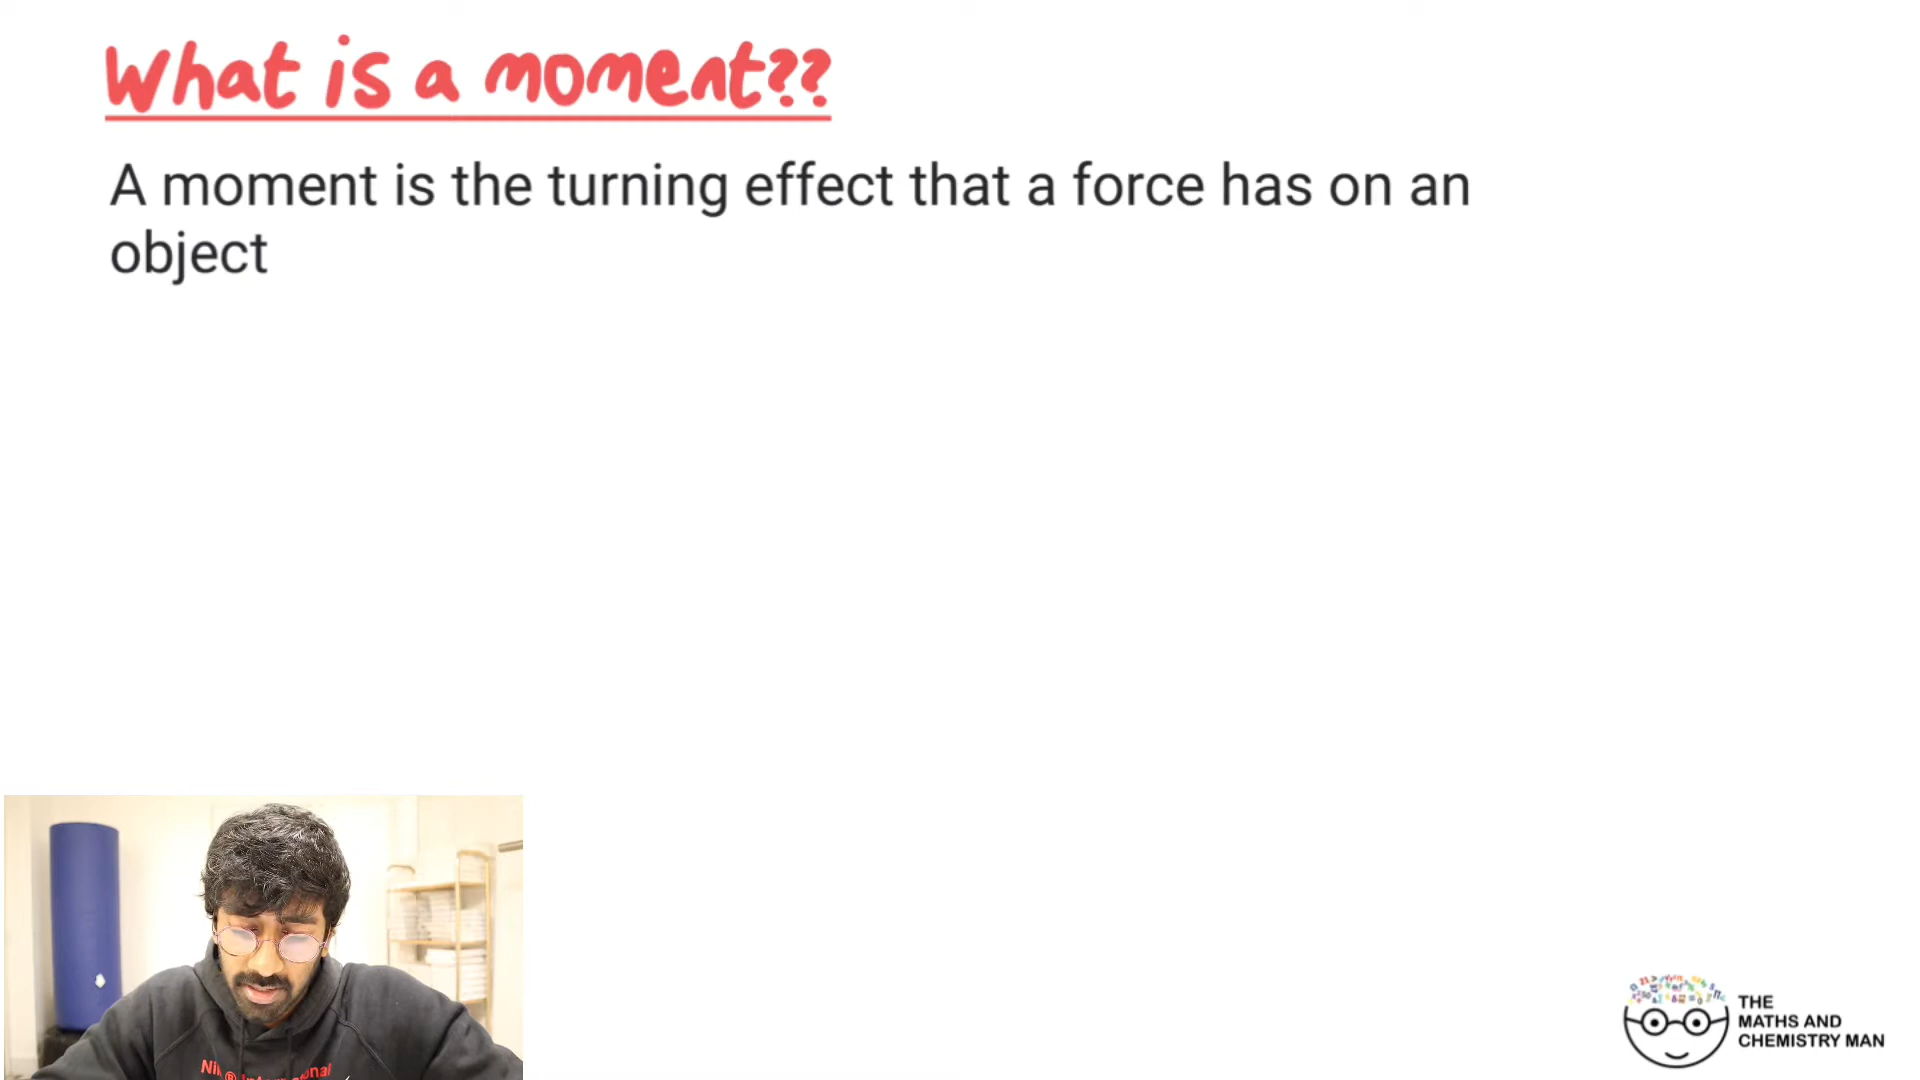 What is a moment??
A moment is the turning effect that a force has on an
object
THE
MATHS AND
CHEMISTRY MAN